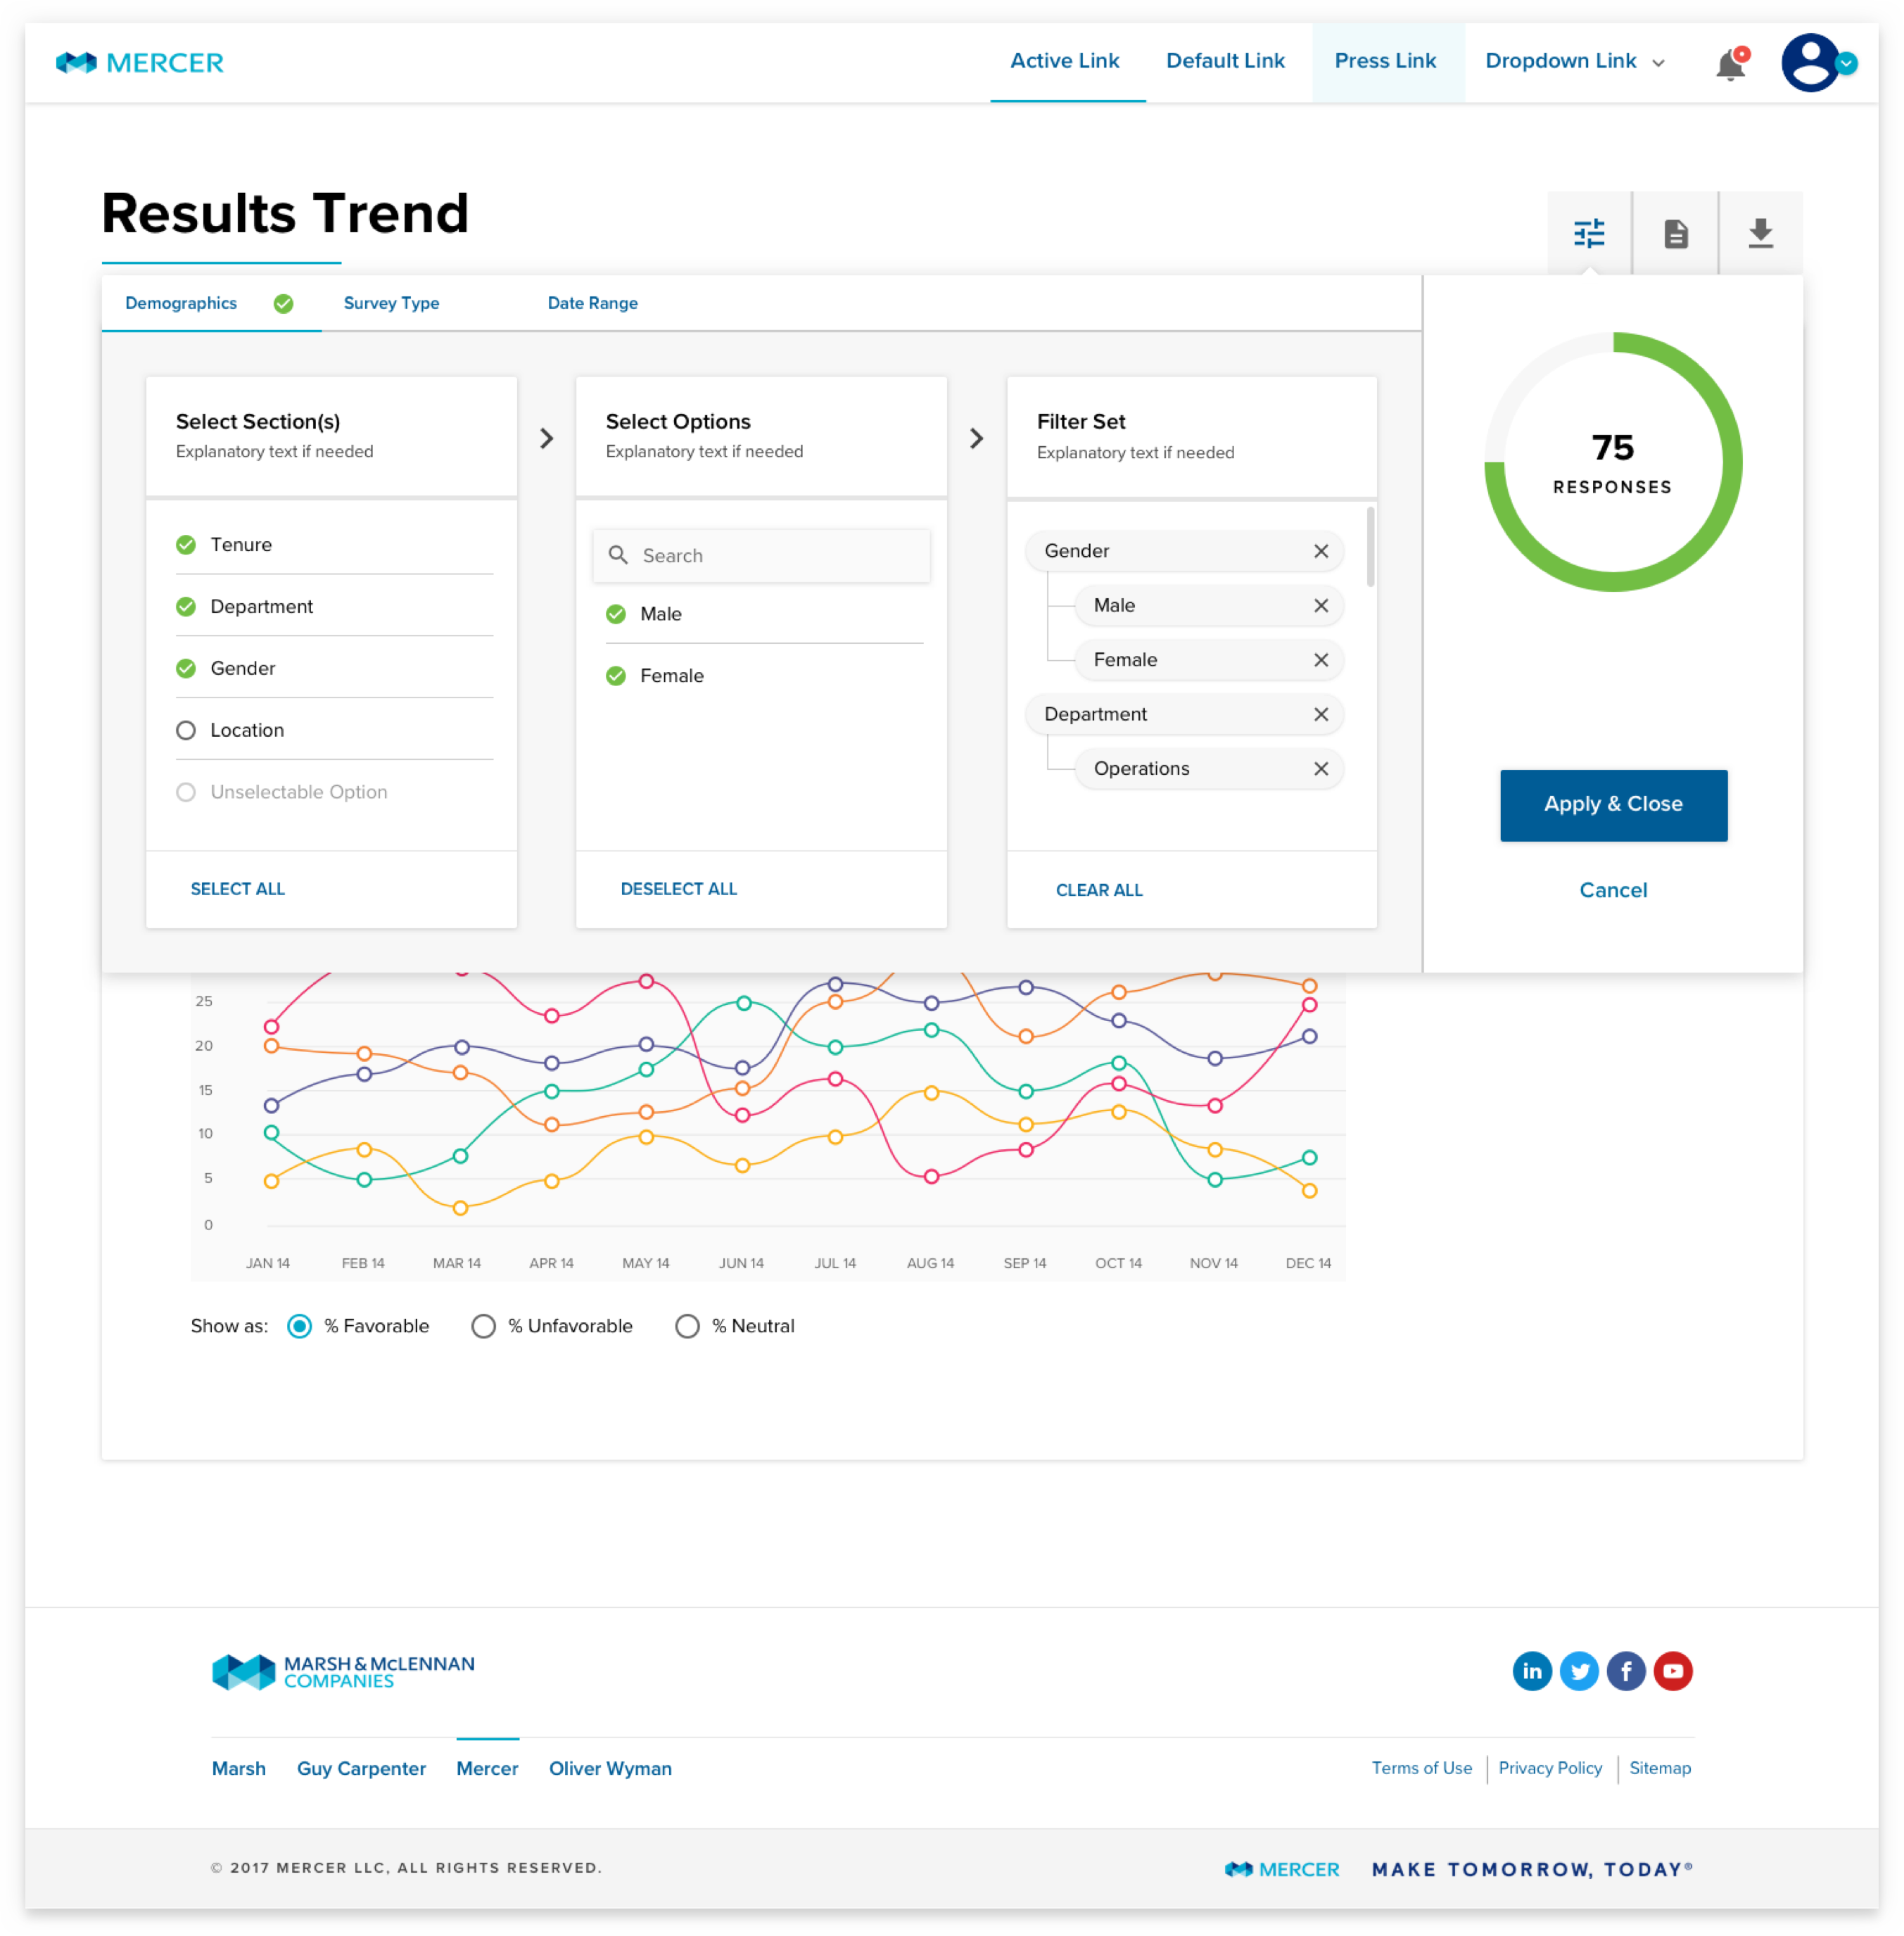 MERCER
Active Link Default Link Press Link Dropdown Link
Results Trend
Demographics Survey Type Date Range
Select Section(s)
Explanatory text if needed
Tenure
Department
Gender
Location
Unselectable Option
SELECT ALL
Select Options
Explanatory text if needed
Search
Male
Female
DESELECT ALL
Filter Set
Explanatory text if needed
Gender
Male
Female
Department
Operations
CLEAR ALL
75
RESPONSES
Apply & Close
Cancel
25
20
15
10
5
0
JAN 14 FEB 14 MAR 14 APR 14 MAY 14 JUN 14 JUL 14 AUG 14 SEP 14 OCT 14 NOV 14 DEC 14
Show as: % Favorable % Unfavorable % Neutral
MARSH & McLENNAN
COMPANIES
in f
Marsh Guy Carpenter Mercer Oliver Wyman
Terms of Use Privacy Policy Sitemap
© 2017 MERCER LLC, ALL RIGHTS RESERVED.
MERCER MAKE TOMORROW, TODAY®